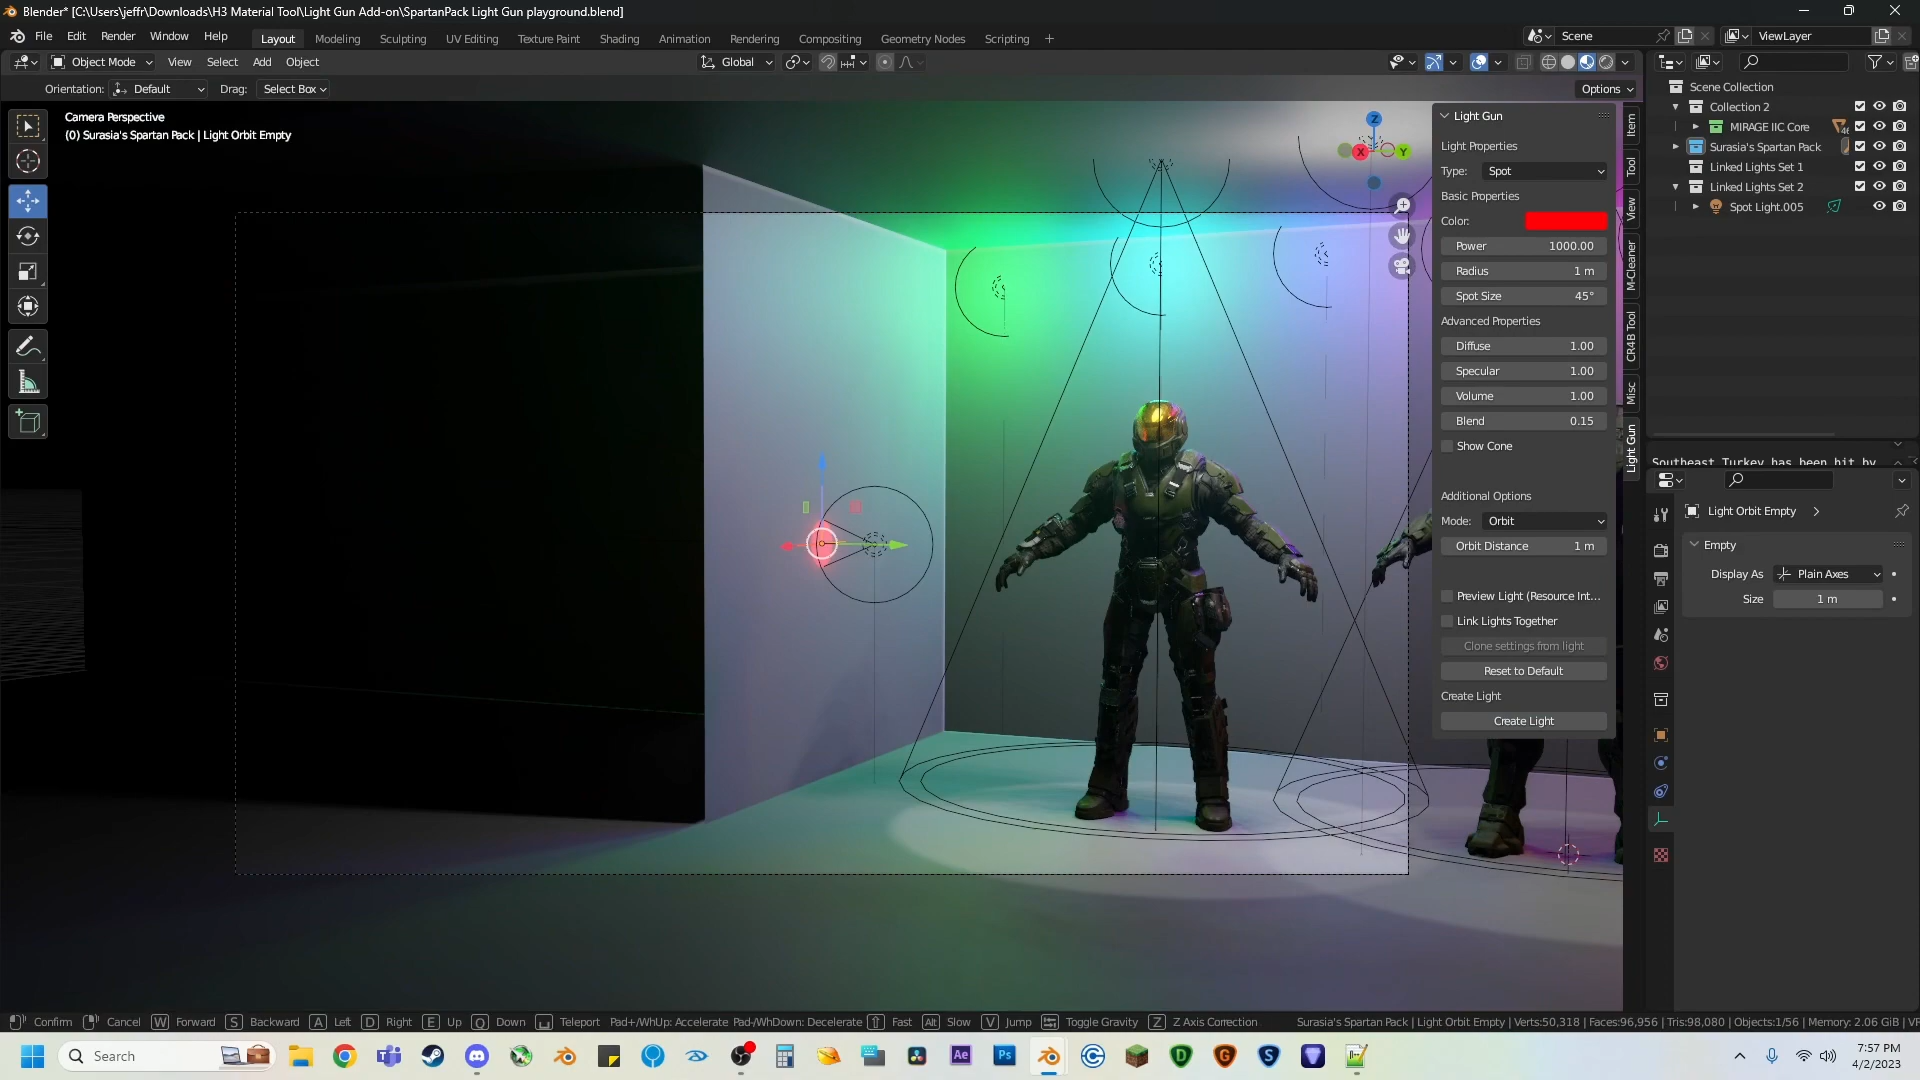 Blender* [C:\Users\jeffr\Downloads\H3 Material Tool\Light Gun Add-on\SpartanPack Light Gun playground.blend]
File Edit Render Window Help Layout Modeling Sculpting UV Editing Texture Paint Shading Animation Rendering Compositing Geometry Nodes Scripting + Scene ViewLayer
Object Mode View Select Add Object Global
Orientation: Default Drag: Select Box Options
Camera Perspective
(0) Surasia's Spartan Pack | Light Orbit Empty
Z
X
Y
Light Gun
Light Properties
Type: Spot
Basic Properties
Color:
Power 1000.00
Radius 1 m
Spot Size 45°
Advanced Properties
Diffuse 1.00
Specular 1.00
Volume 1.00
Blend 0.15
Show Cone
Additional Options
Mode: Orbit
Orbit Distance 1 m
Preview Light (Resource Int...
Link Lights Together
Clone settings from light
Reset to Default
Create Light
Create Light
Item
Tool
View
M-Cleaner
CR4B Tool
Misc
Light Gun
Scene Collection
Collection 2
MIRAGE IIC Core
Surasia's Spartan Pack
Linked Lights Set 1
Linked Lights Set 2
Spot Light.005
Southeast Turkey has been hit by
Light Orbit Empty
Empty
Display As Plain Axes
Size 1 m
Confirm Cancel W Forward S Backward A Left D Right E Up Q Down Teleport Pad+/WhUp: Accelerate Pad-/WhDown: Decelerate Fast Alt Slow V Jump Toggle Gravity Z Z Axis Correction Surasia's Spartan Pack | Light Orbit Empty | Verts:50,318 | Faces:96,956 | Tris:98,080 | Objects:1/56 | Memory: 2.06 GiB | VR
Search Ae Ps 7:57 PM
4/2/2023